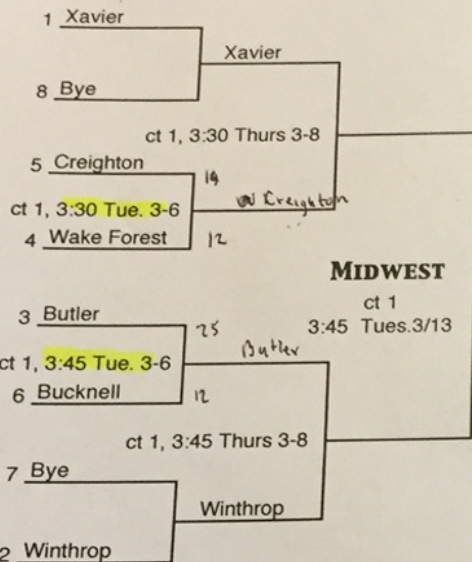 1 Xavier
Xavier
8 Bye
ct 1, 3:30 Thurs 3-8
5 Creighton
14
ct 1, 3:30 Tue. 3-6
Creighton
4 Wake Forest
12
MIDWEST
ct 1
3:45 Tues.3/13
3 Butler
25
Butler
ct 1, 3:45 Tue. 3-6
6 Bucknell
12
ct 1, 3:45 Thurs 3-8
7 Bye
Winthrop
2 Winthrop